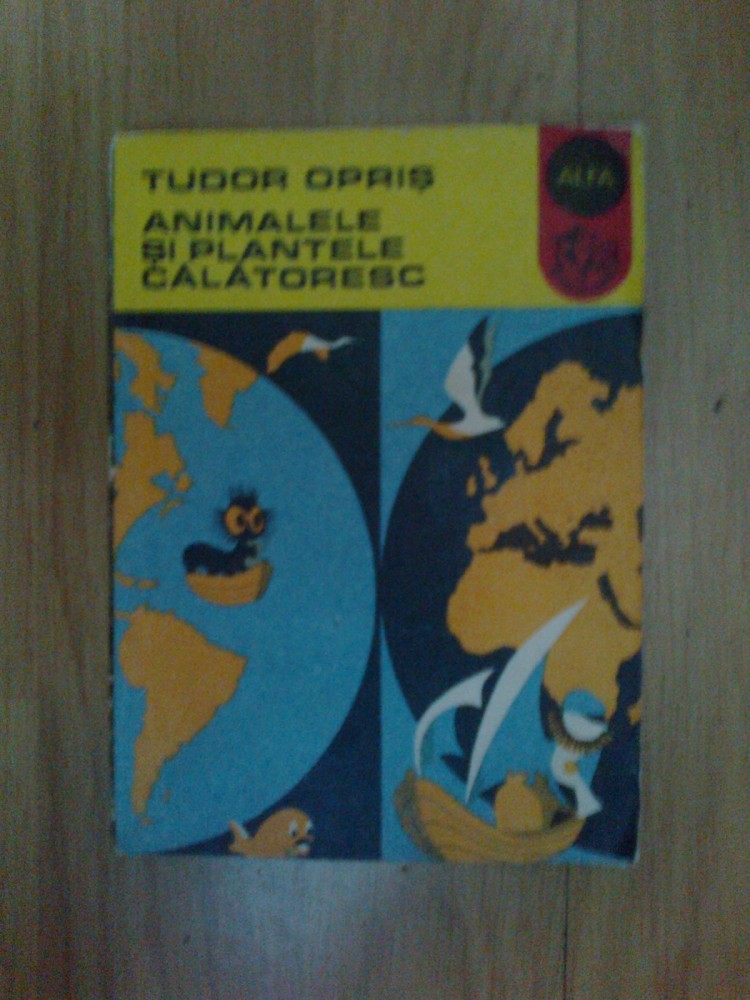 TUDOR OPRIȘ
ALFA
ANIMALELE
ȘI PLANTELE
CĂLĂTORESC